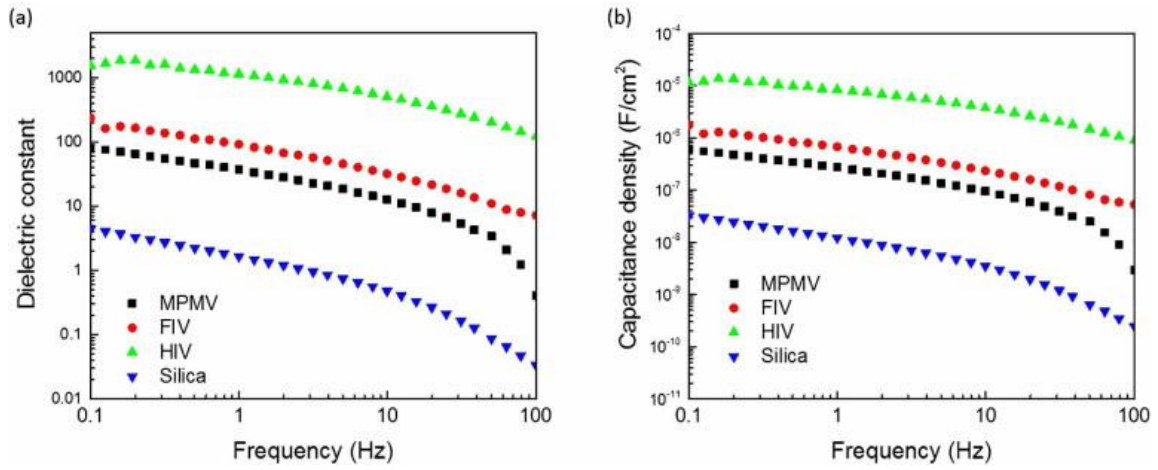 (a)
Dielectric constant
1000
100
10
1
0.1
0.01
MPMV
FIV
HIV
Silica
0.1 1 10 100
Frequency (Hz)
(b)
Capacitance density (F/cm²)
10⁻⁴
10⁻⁵
10⁻⁶
10⁻⁷
10⁻⁸
10⁻⁹
10⁻¹⁰
10⁻¹¹
MPMV
FIV
HIV
Silica
0.1 1 10 100
Frequency (Hz)